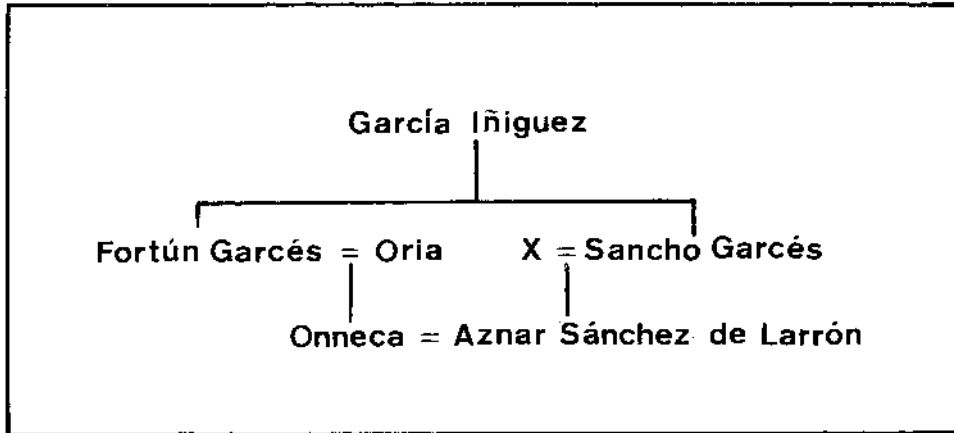 García Iñiguez
Fortún Garcés = Oria X = Sancho Garcés
Onneca = Aznar Sánchez de Larrón